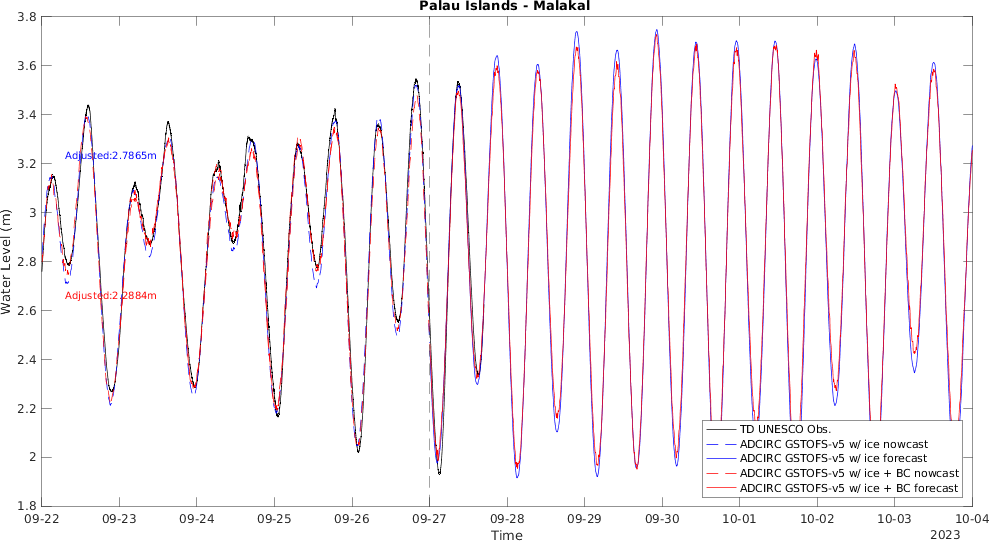 Palau Islands - Malakal
Water Level (m)
3.8
3.6
3.4
3.2
3
2.8
2.6
2.4
2.2
2
1.8
Adjusted:2.7865m
Adjusted:2.2884m
TD UNESCO Obs.
ADCIRC GSTOFS-v5 w/ ice nowcast
ADCIRC GSTOFS-v5 w/ ice forecast
ADCIRC GSTOFS-v5 w/ ice + BC nowcast
ADCIRC GSTOFS-v5 w/ ice + BC forecast
09-22 09-23 09-24 09-25 09-26 09-27 09-28 09-29 09-30 10-01 10-02 10-03 10-04
Time
2023